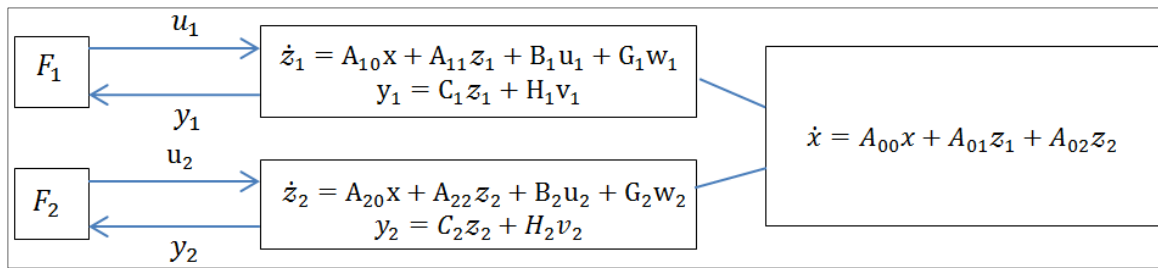 u₁
F₁
ż₁ = A₁₀x + A₁₁z₁ + B₁u₁ + G₁w₁
y₁ = C₁z₁ + H₁v₁
y₁
ẋ = A₀₀x + A₀₁z₁ + A₀₂z₂
u₂
F₂
ż₂ = A₂₀x + A₂₂z₂ + B₂u₂ + G₂w₂
y₂ = C₂z₂ + H₂v₂
y₂